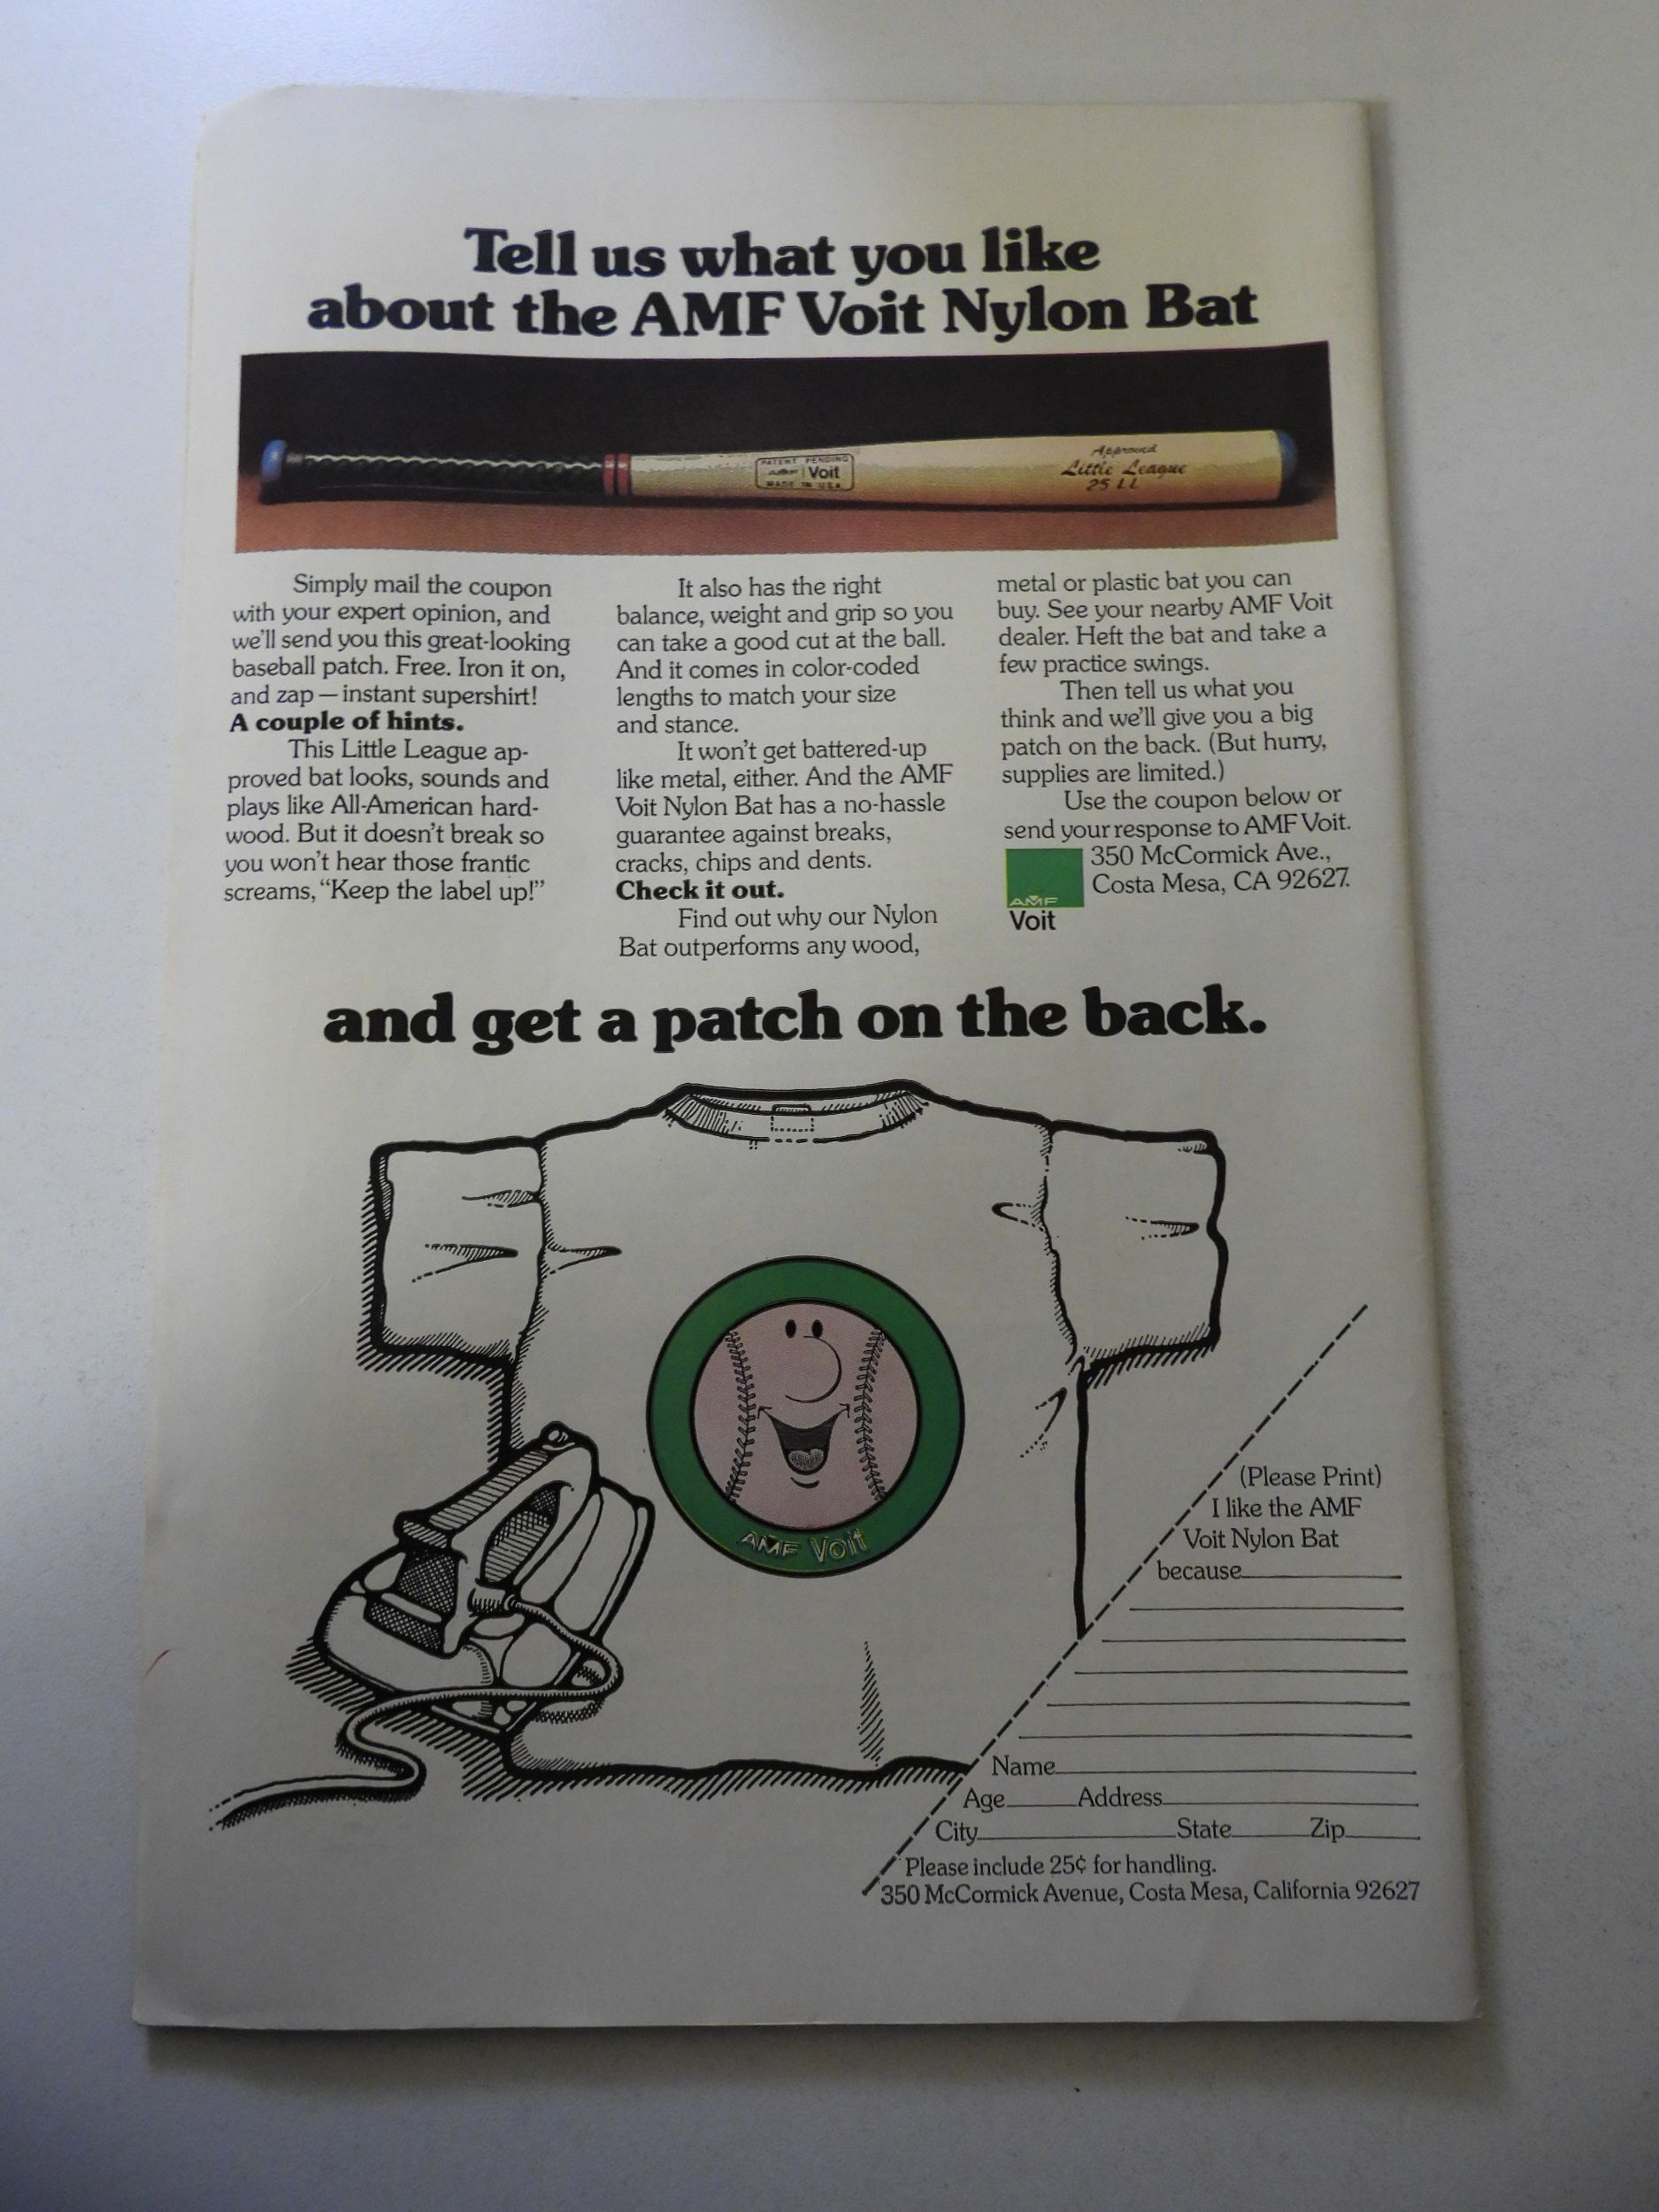 Tell us what you like
about the AMF Voit Nylon Bat
PATENT PENDING
AMF Voit
MADE IN U.S.A.
Approved
Little League
25 LL
Simply mail the coupon
with your expert opinion, and
we'll send you this great-looking
baseball patch. Free. Iron it on,
and zap — instant supershirt!
A couple of hints.
This Little League ap-
proved bat looks, sounds and
plays like All-American hard-
wood. But it doesn't break so
you won't hear those frantic
screams, "Keep the label up!"
It also has the right
balance, weight and grip so you
can take a good cut at the ball.
And it comes in color-coded
lengths to match your size
and stance.
It won't get battered-up
like metal, either. And the AMF
Voit Nylon Bat has a no-hassle
guarantee against breaks,
cracks, chips and dents.
Check it out.
Find out why our Nylon
Bat outperforms any wood,
metal or plastic bat you can
buy. See your nearby AMF Voit
dealer. Heft the bat and take a
few practice swings.
Then tell us what you
think and we'll give you a big
patch on the back. (But hurry,
supplies are limited.)
Use the coupon below or
send your response to AMF Voit.
350 McCormick Ave.,
Costa Mesa, CA 92627.
AMF
Voit
and get a patch on the back.
AMF Voit
(Please Print)
I like the AMF
Voit Nylon Bat
because
Name
Age Address
City State Zip
Please include 25¢ for handling.
350 McCormick Avenue, Costa Mesa, California 92627